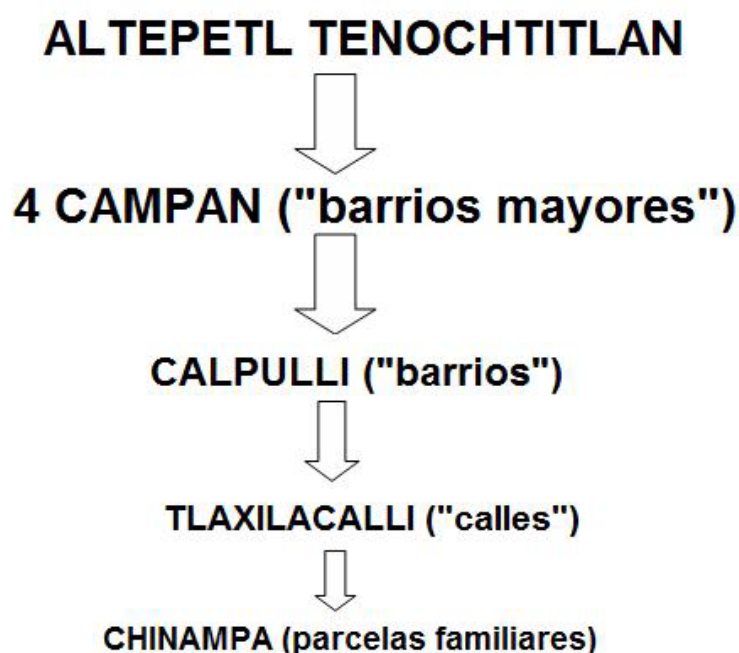 ALTEPETL TENOCHTITLAN
4 CAMPAN ("barrios mayores")
CALPULLI ("barrios")
TLAXILACALLI ("calles")
CHINAMPA (parcelas familiares)